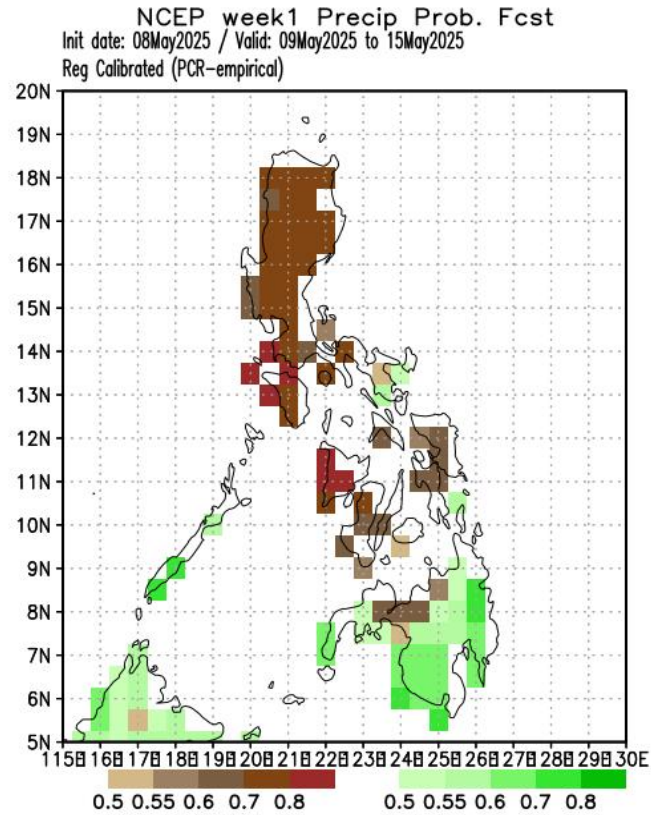 NCEP week1 Precip Prob. Fcst
Init date: 08May2025 / Valid: 09May2025 to 15May2025
Reg Calibrated (PCR-empirical)
20N
19N
18N
17N
16N
15N
14N
13N
12N
11N
10N
9N
8N
7N
6N
5N
115E 116E 117E 118E 119E 120E 121E 122E 123E 124E 125E 126E 127E 128E 129E 130E
0.5 0.55 0.6 0.7 0.8 0.5 0.55 0.6 0.7 0.8